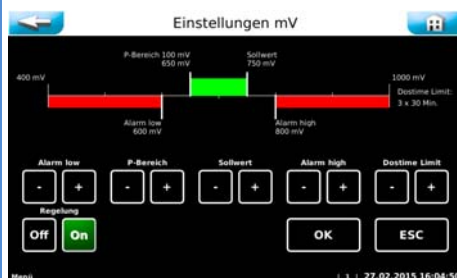 Einstellungen mV
P-Bereich 100 mV
650 mV
Sollwert
750 mV
400 mV
1000 mV
Dostime Limit:
3 x 30 Min.
Alarm low
600 mV
Alarm high
800 mV
Alarm low P-Bereich Sollwert Alarm high Dostime Limit
- + - + - + - + - +
Regelung
Off On OK ESC
Menü 27.02.2015 16:04:50